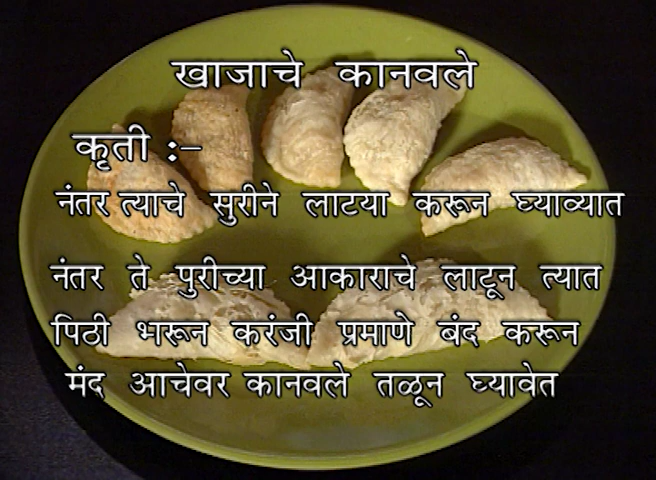 खाजाचे कानवले
कृती :–
नंतर त्याचे सुरीने लाटया करून घ्याव्यात
नंतर ते पुरीच्या आकाराचे लाटून त्यात
पिठी भरून करंजी प्रमाणे बंद करून
मंद आचेवर कानवले तळून घ्यावेत